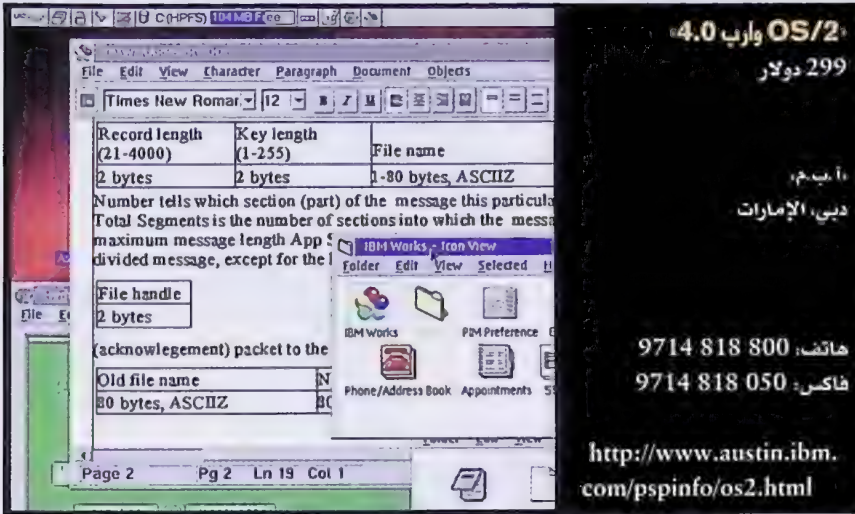 C (HPFS) 104 MB Free
File Edit View Character Paragraph Document Objects
Times New Roman 12 B I U
Record length
(21-4000)
Key length
(1-255)
File name
2 bytes 2 bytes 1-80 bytes, ASCIIZ
Number tells which section (part) of the message this particula
Total Segments is the number of sections into which the messa
maximum message length App S
divided message, except for the
File handle
2 bytes
(acknowlegement) packet to the
Old file name N
80 bytes, ASCIIZ 80
Page 2 Pg 2 Ln 19 Col 1
IBM Works - Icon View
Folder Edit View Selected H
IBM Works PIM Preference
Phone/Address Book Appointments
File
«OS/2 وارب 4.0»
299 دولار
«أ.ب.م»
دبي، الإمارات
هاتف: 800 818 9714
فاكس: 050 818 9714
http://www.austin.ibm.
com/pspinfo/os2.html